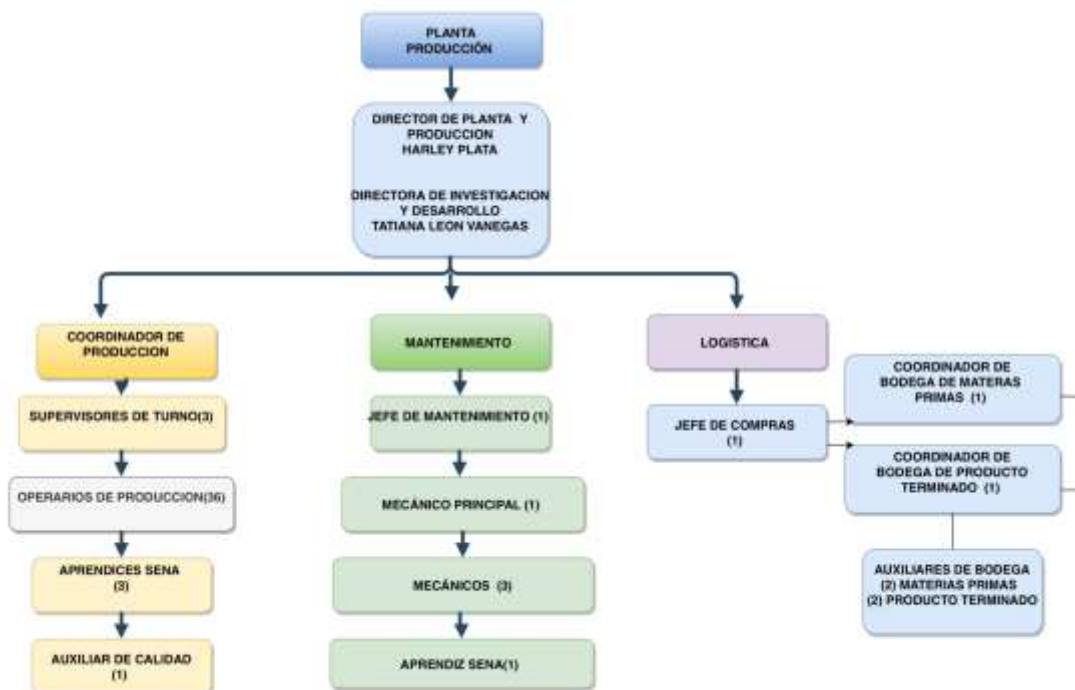 PLANTA
PRODUCCIÓN
DIRECTOR DE PLANTA Y
PRODUCCION
HARLEY PLATA
DIRECTORA DE INVESTIGACION
Y DESARROLLO
TATIANA LEON VANEGAS
COORDINADOR DE
PRODUCCION
SUPERVISORES DE TURNO(3)
OPERARIOS DE PRODUCCION(36)
APRENDICES SENA
(3)
AUXILIAR DE CALIDAD
(1)
MANTENIMIENTO
JEFE DE MANTENIMIENTO (1)
MECÁNICO PRINCIPAL (1)
MECÁNICOS (3)
APRENDIZ SENA(1)
LOGISTICA
JEFE DE COMPRAS
(1)
COORDINADOR DE
BODEGA DE MATERAS
PRIMAS (1)
COORDINADOR DE
BODEGA DE PRODUCTO
TERMINADO (1)
AUXILIARES DE BODEGA
(2) MATERIAS PRIMAS
(2) PRODUCTO TERMINADO